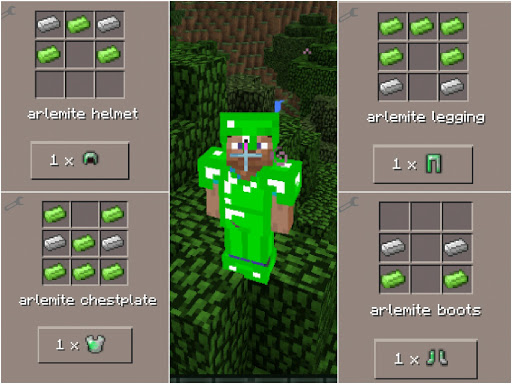 arlemite helmet
1 x
arlemite legging
1 x
arlemite chestplate
1 x
arlemite boots
1 x